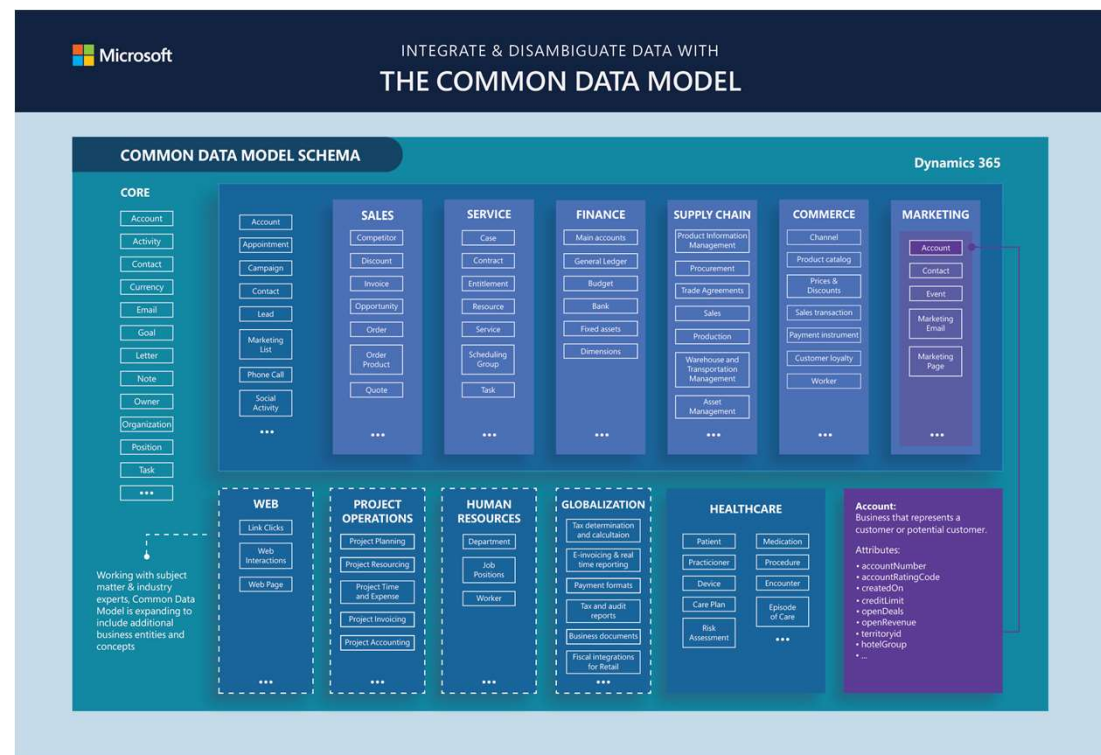 Microsoft
INTEGRATE & DISAMBIGUATE DATA WITH
THE COMMON DATA MODEL
COMMON DATA MODEL SCHEMA
Dynamics 365
CORE
Account
Activity
Contact
Currency
Email
Goal
Letter
Note
Owner
Organization
Position
Task
•••
Account
Appointment
Campaign
Contact
Lead
Marketing
List
Phone Call
Social
Activity
•••
SALES
Competitor
Discount
Invoice
Opportunity
Order
Order
Product
Quote
•••
SERVICE
Case
Contract
Entitlement
Resource
Service
Scheduling
Group
Task
•••
FINANCE
Main accounts
General Ledger
Budget
Bank
Fixed assets
Dimensions
•••
SUPPLY CHAIN
Product Information
Management
Procurement
Trade Agreements
Sales
Production
Warehouse and
Transportation
Management
Asset
Management
•••
COMMERCE
Channel
Product catalog
Prices &
Discounts
Sales transaction
Payment instrument
Customer loyalty
Worker
•••
MARKETING
Account
Contact
Event
Marketing
Email
Marketing
Page
•••
Working with subject
matter & industry
experts, Common Data
Model is expanding to
include additional
business entities and
concepts
WEB
Link Clicks
Web
Interactions
Web Page
•••
PROJECT
OPERATIONS
Project Planning
Project Resourcing
Project Time
and Expense
Project Invoicing
Project Accounting
•••
HUMAN
RESOURCES
Department
Job
Positions
Worker
•••
GLOBALIZATION
Tax determination
and calcultaion
E-invoicing & real
time reporting
Payment formats
Tax and audit
reports
Business documents
Fiscal integrations
for Retail
•••
HEALTHCARE
Patient
Practicioner
Device
Care Plan
Risk
Assessment
Medication
Procedure
Encounter
Episode
of Care
•••
Account:
Business that represents a
customer or potential customer.
Attributes:
• accountNumber
• accountRatingCode
• createdOn
• creditLimit
• openDeals
• openRevenue
• territoryid
• hotelGroup
• ...